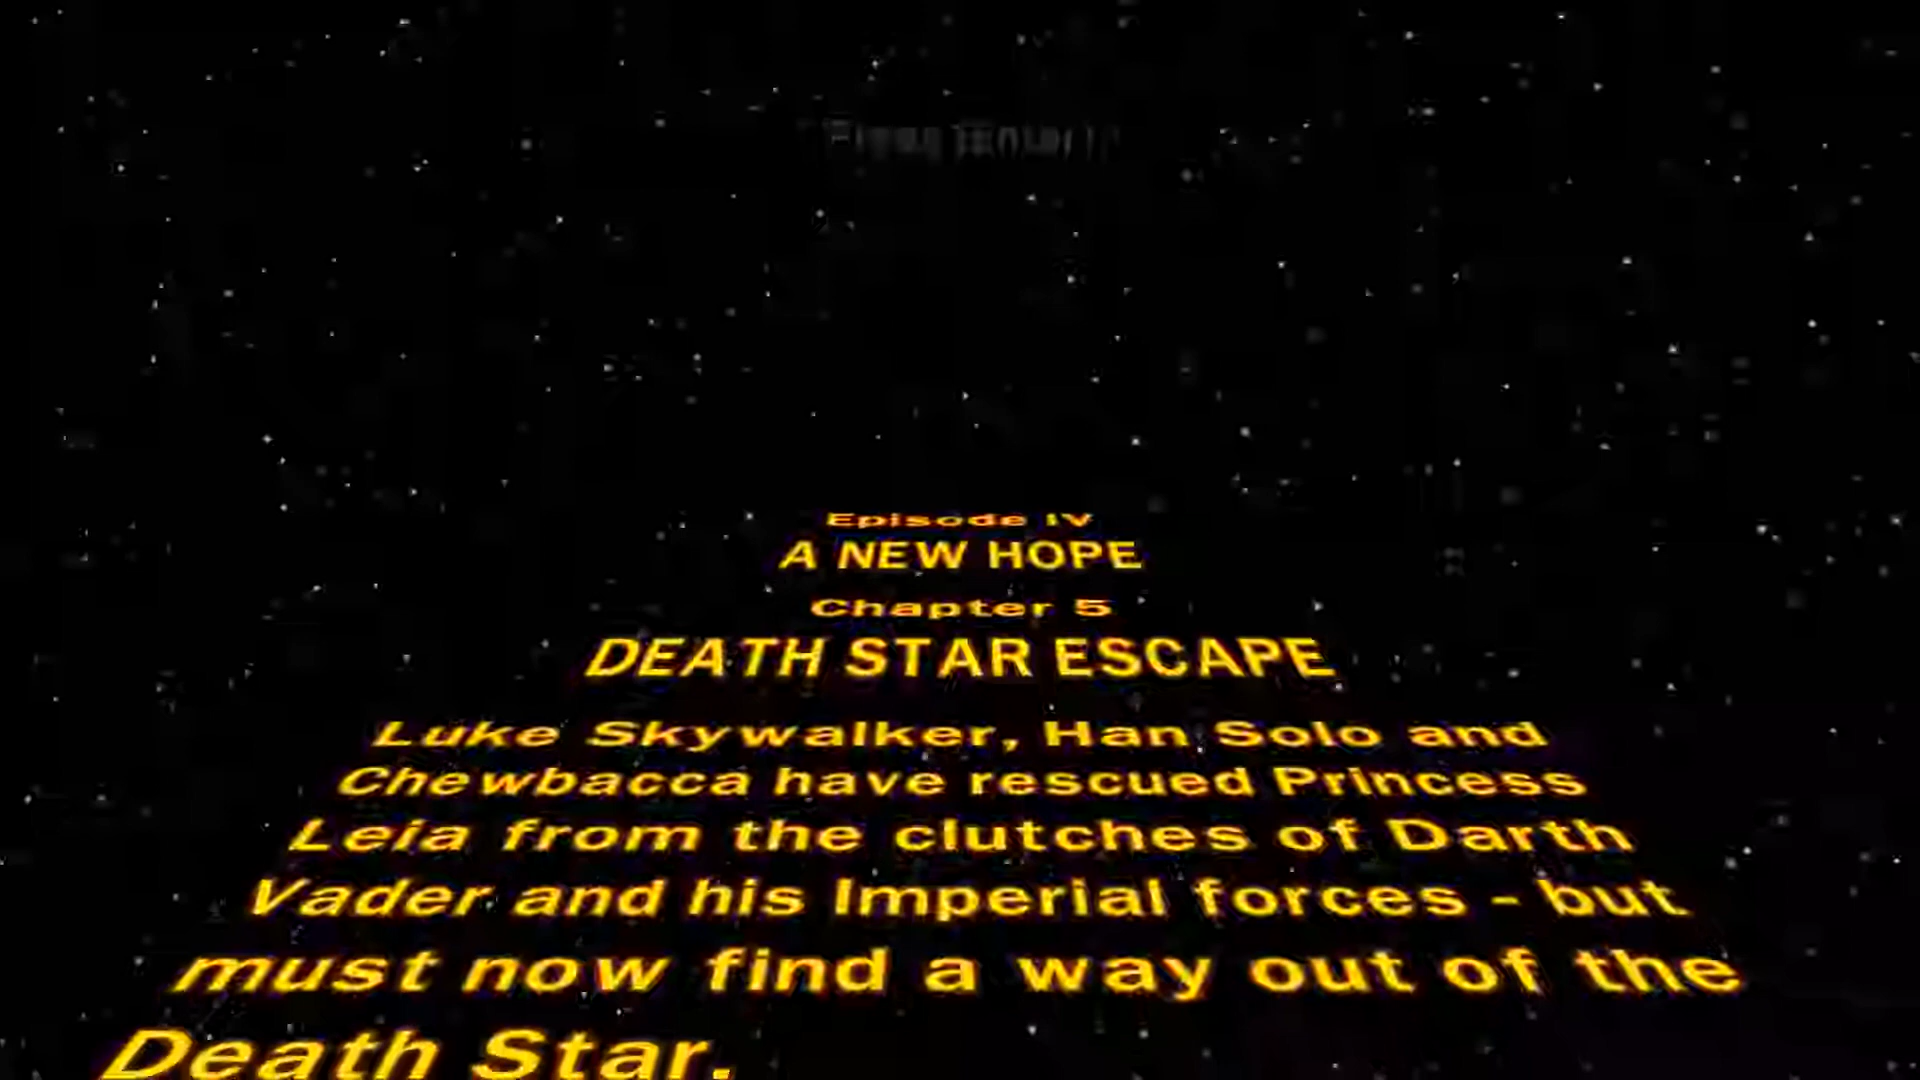 Episode IV
A NEW HOPE
Chapter 5
DEATH STAR ESCAPE
Luke Skywalker, Han Solo and
Chewbacca have rescued Princess
Leia from the clutches of Darth
Vader and his Imperial forces - but
must now find a way out of the
Death Star.